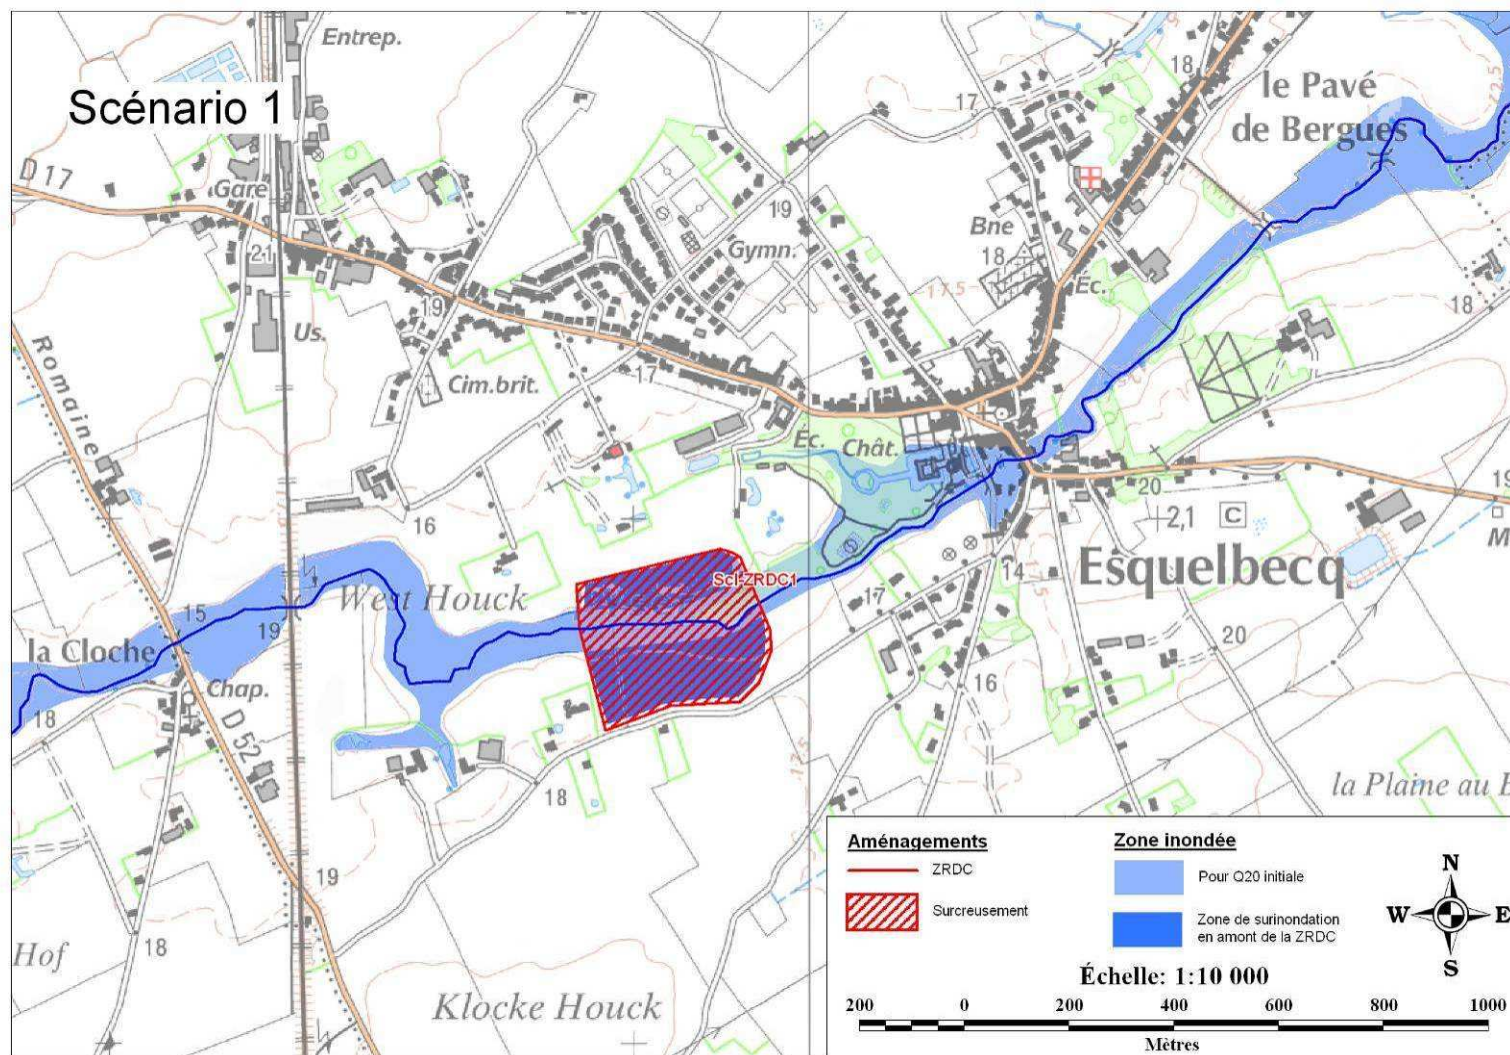 Entrep.
Scénario 1
le Pavé
de Bergues
18
17
D 17
Gare
21
19
Gymn.
Bne
18
17.5
Éc.
18
Us.
19
Romaine
Cim.brit.
17
Éc.
Chât.
16
20
2,1
C
19
Esquelbecq
14
17.5
ScI-ZRDC1
West Houck
15
19
la Cloche
17
Chap.
18
D 52
16
20
18
la Plaine au
19
18
Hof
Klocke Houck
Aménagements
ZRDC
Surcreusement
Zone inondée
Pour Q20 initiale
Zone de surinondation
en amont de la ZRDC
N
W
E
S
Échelle: 1:10 000
200 0 200 400 600 800 1000
Mètres